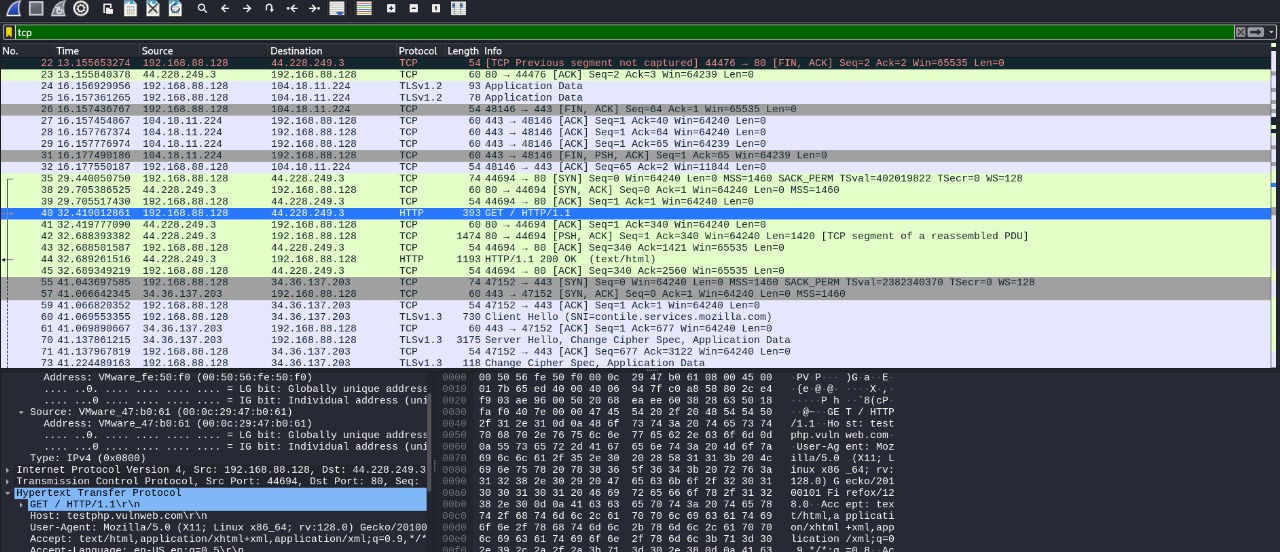 tcp
No. Time Source Destination Protocol Length Info
22 13.155653274 192.168.88.128 44.228.249.3 TCP 54 [TCP Previous segment not captured] 44476 → 80 [FIN, ACK] Seq=2 Ack=2 Win=65535 Len=0
23 13.155840378 44.228.249.3 192.168.88.128 TCP 60 80 → 44476 [ACK] Seq=2 Ack=3 Win=64239 Len=0
24 16.156929956 192.168.88.128 104.18.11.224 TLSv1.2 93 Application Data
25 16.157361265 192.168.88.128 104.18.11.224 TLSv1.2 78 Application Data
26 16.157436767 192.168.88.128 104.18.11.224 TCP 54 48146 → 443 [FIN, ACK] Seq=64 Ack=1 Win=65535 Len=0
27 16.157454867 104.18.11.224 192.168.88.128 TCP 60 443 → 48146 [ACK] Seq=1 Ack=40 Win=64240 Len=0
28 16.157767374 104.18.11.224 192.168.88.128 TCP 60 443 → 48146 [ACK] Seq=1 Ack=64 Win=64240 Len=0
29 16.157776974 104.18.11.224 192.168.88.128 TCP 60 443 → 48146 [ACK] Seq=1 Ack=65 Win=64239 Len=0
31 16.177490186 104.18.11.224 192.168.88.128 TCP 60 443 → 48146 [FIN, PSH, ACK] Seq=1 Ack=65 Win=64239 Len=0
32 16.177550187 192.168.88.128 104.18.11.224 TCP 54 48146 → 443 [ACK] Seq=65 Ack=2 Win=11844 Len=0
35 29.440050750 192.168.88.128 44.228.249.3 TCP 74 44694 → 80 [SYN] Seq=0 Win=64240 Len=0 MSS=1460 SACK_PERM TSval=402019822 TSecr=0 WS=128
38 29.705386525 44.228.249.3 192.168.88.128 TCP 60 80 → 44694 [SYN, ACK] Seq=0 Ack=1 Win=64240 Len=0 MSS=1460
39 29.705517430 192.168.88.128 44.228.249.3 TCP 54 44694 → 80 [ACK] Seq=1 Ack=1 Win=64240 Len=0
40 32.419012861 192.168.88.128 44.228.249.3 HTTP 393 GET / HTTP/1.1
41 32.419777090 44.228.249.3 192.168.88.128 TCP 60 80 → 44694 [ACK] Seq=1 Ack=340 Win=64240 Len=0
42 32.688393382 44.228.249.3 192.168.88.128 TCP 1474 80 → 44694 [PSH, ACK] Seq=1 Ack=340 Win=64240 Len=1420 [TCP segment of a reassembled PDU]
43 32.688501587 192.168.88.128 44.228.249.3 TCP 54 44694 → 80 [ACK] Seq=340 Ack=1421 Win=65535 Len=0
44 32.689261516 44.228.249.3 192.168.88.128 HTTP 1193 HTTP/1.1 200 OK (text/html)
45 32.689349219 192.168.88.128 44.228.249.3 TCP 54 44694 → 80 [ACK] Seq=340 Ack=2560 Win=65535 Len=0
55 41.043697585 192.168.88.128 34.36.137.203 TCP 74 47152 → 443 [SYN] Seq=0 Win=64240 Len=0 MSS=1460 SACK_PERM TSval=2382340370 TSecr=0 WS=128
57 41.066642345 34.36.137.203 192.168.88.128 TCP 60 443 → 47152 [SYN, ACK] Seq=0 Ack=1 Win=64240 Len=0 MSS=1460
59 41.066820352 192.168.88.128 34.36.137.203 TCP 54 47152 → 443 [ACK] Seq=1 Ack=1 Win=64240 Len=0
60 41.069553355 192.168.88.128 34.36.137.203 TLSv1.3 730 Client Hello (SNI=contile.services.mozilla.com)
61 41.069890667 34.36.137.203 192.168.88.128 TCP 60 443 → 47152 [ACK] Seq=1 Ack=677 Win=64240 Len=0
70 41.137861235 34.36.137.203 192.168.88.128 TLSv1.3 3175 Server Hello, Change Cipher Spec, Application Data
71 41.137967819 192.168.88.128 34.36.137.203 TCP 54 47152 → 443 [ACK] Seq=677 Ack=3122 Win=64240 Len=0
73 41.224489163 192.168.88.128 34.36.137.203 TLSv1.3 118 Change Cipher Spec, Application Data
Address: VMware_fe:50:f0 (00:50:56:fe:50:f0)
.... ..0. .... .... .... .... = LG bit: Globally unique address
.... ...0 .... .... .... .... = IG bit: Individual address (uni
Source: VMware_47:b0:61 (00:0c:29:47:b0:61)
Address: VMware_47:b0:61 (00:0c:29:47:b0:61)
.... ..0. .... .... .... .... = LG bit: Globally unique address
.... ...0 .... .... .... .... = IG bit: Individual address (uni
Type: IPv4 (0x0800)
Internet Protocol Version 4, Src: 192.168.88.128, Dst: 44.228.249.3
Transmission Control Protocol, Src Port: 44694, Dst Port: 80, Seq:
Hypertext Transfer Protocol
GET / HTTP/1.1\r\n
Host: testphp.vulnweb.com\r\n
User-Agent: Mozilla/5.0 (X11; Linux x86_64; rv:128.0) Gecko/20100
Accept: text/html,application/xhtml+xml,application/xml;q=0.9,*/*
Accept-Language: en-US,en;q=0.5\r\n
0000 00 50 56 fe 50 f0 00 0c 29 47 b0 61 08 00 45 00 ·PV·P··· )G·a··E·
0010 01 7b 65 ed 40 00 40 06 94 7f c0 a8 58 80 2c e4 ·{e·@·@· ····X·,·
0020 f9 03 ae 96 00 50 20 68 ea ee 60 38 28 63 50 18 ·····P h ··`8(cP·
0030 fa f0 40 7e 00 00 47 45 54 20 2f 20 48 54 54 50 ··@~··GE T / HTTP
0040 2f 31 2e 31 0d 0a 48 6f 73 74 3a 20 74 65 73 74 /1.1··Ho st: test
0050 70 68 70 2e 76 75 6c 6e 77 65 62 2e 63 6f 6d 0d php.vuln web.com·
0060 0a 55 73 65 72 2d 41 67 65 6e 74 3a 20 4d 6f 7a ·User-Ag ent: Moz
0070 69 6c 6c 61 2f 35 2e 30 20 28 58 31 31 3b 20 4c illa/5.0 (X11; L
0080 69 6e 75 78 20 78 38 36 5f 36 34 3b 20 72 76 3a inux x86 _64; rv:
0090 31 32 38 2e 30 29 20 47 65 63 6b 6f 2f 32 30 31 128.0) G ecko/201
00a0 30 30 31 30 31 20 46 69 72 65 66 6f 78 2f 31 32 00101 Fi refox/12
00b0 38 2e 30 0d 0a 41 63 63 65 70 74 3a 20 74 65 78 8.0··Acc ept: tex
00c0 74 2f 68 74 6d 6c 2c 61 70 70 6c 69 63 61 74 69 t/html,a pplicati
00d0 6f 6e 2f 78 68 74 6d 6c 2b 78 6d 6c 2c 61 70 70 on/xhtml +xml,app
00e0 6c 69 63 61 74 69 6f 6e 2f 78 6d 6c 3b 71 3d 30 lication /xml;q=0
00f0 2e 39 2c 2a 2f 2a 3b 71 3d 30 2e 38 0d 0a 41 63 .9,*/*;q =0.8··Ac